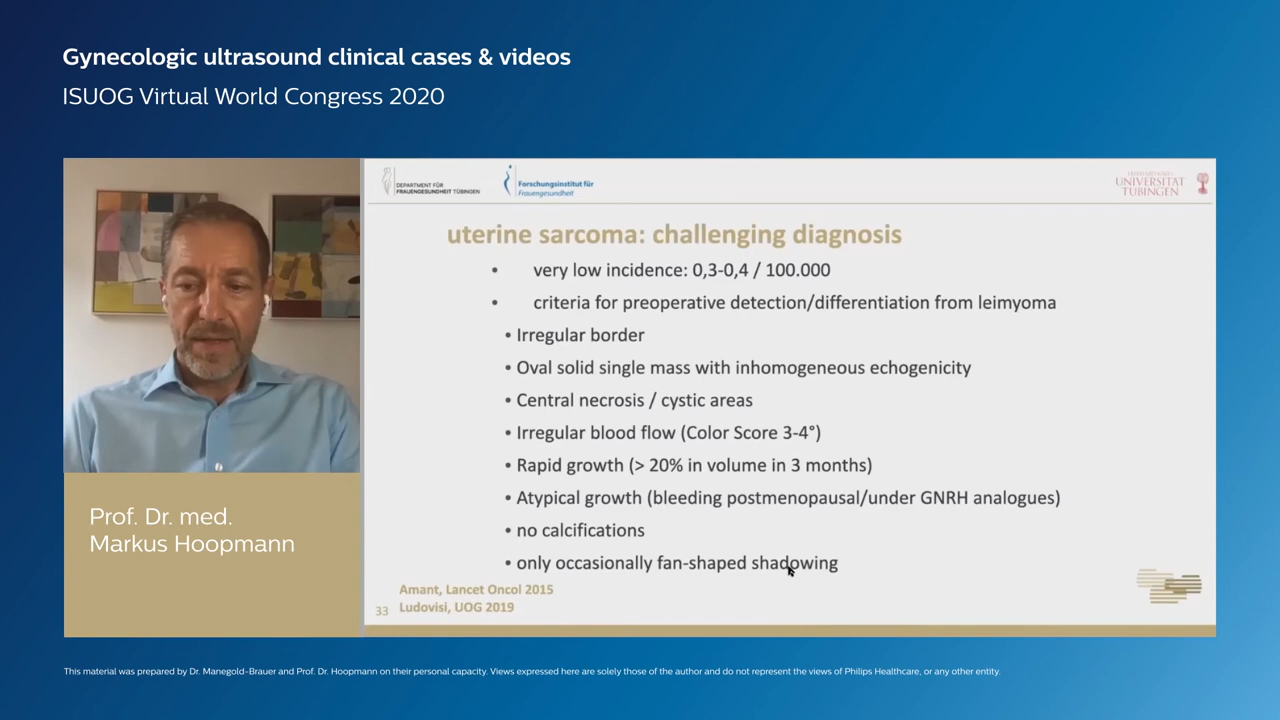 Gynecologic ultrasound clinical cases & videos
ISUOG Virtual World Congress 2020
DEPARTMENT FÜR
FRAUENGESUNDHEIT TÜBINGEN
Forschungsinstitut für
Frauengesundheit
UNIVERSITÄT
TÜBINGEN
uterine sarcoma: challenging diagnosis
• very low incidence: 0,3-0,4 / 100.000
• criteria for preoperative detection/differentiation from leimyoma
• Irregular border
• Oval solid single mass with inhomogeneous echogenicity
• Central necrosis / cystic areas
• Irregular blood flow (Color Score 3-4°)
• Rapid growth (> 20% in volume in 3 months)
• Atypical growth (bleeding postmenopausal/under GNRH analogues)
• no calcifications
• only occasionally fan-shaped shadowing
Amant, Lancet Oncol 2015
Ludovisi, UOG 2019
33
Prof. Dr. med.
Markus Hoopmann
This material was prepared by Dr. Manegold-Brauer and Prof. Dr. Hoopmann on their personal capacity. Views expressed here are solely those of the author and do not represent the views of Philips Healthcare, or any other entity.